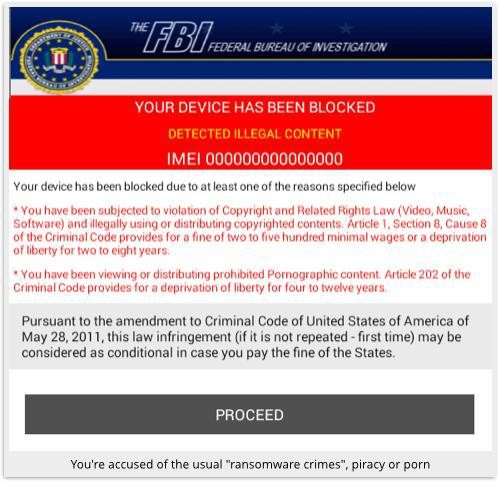 THE FBI FEDERAL BUREAU OF INVESTIGATION
YOUR DEVICE HAS BEEN BLOCKED
DETECTED ILLEGAL CONTENT
IMEI 000000000000000
Your device has been blocked due to at least one of the reasons specified below
* You have been subjected to violation of Copyright and Related Rights Law (Video, Music,
Software) and illegally using or distributing copyrighted contents. Article 1, Section 8, Cause 8
of the Criminal Code provides for a fine of two to five hundred minimal wages or a deprivation
of liberty for two to eight years.
* You have been viewing or distributing prohibited Pornographic content. Article 202 of the
Criminal Code provides for a deprivation of liberty for four to twelve years.
Pursuant to the amendment to Criminal Code of United States of America of
May 28, 2011, this law infringement (if it is not repeated - first time) may be
considered as conditional in case you pay the fine of the States.
PROCEED
You're accused of the usual "ransomware crimes", piracy or porn